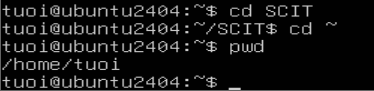 tuoi@ubuntu2404:~$ cd SCIT
tuoi@ubuntu2404:~/SCIT$ cd ~
tuoi@ubuntu2404:~$ pwd
/home/tuoi
tuoi@ubuntu2404:~$ _